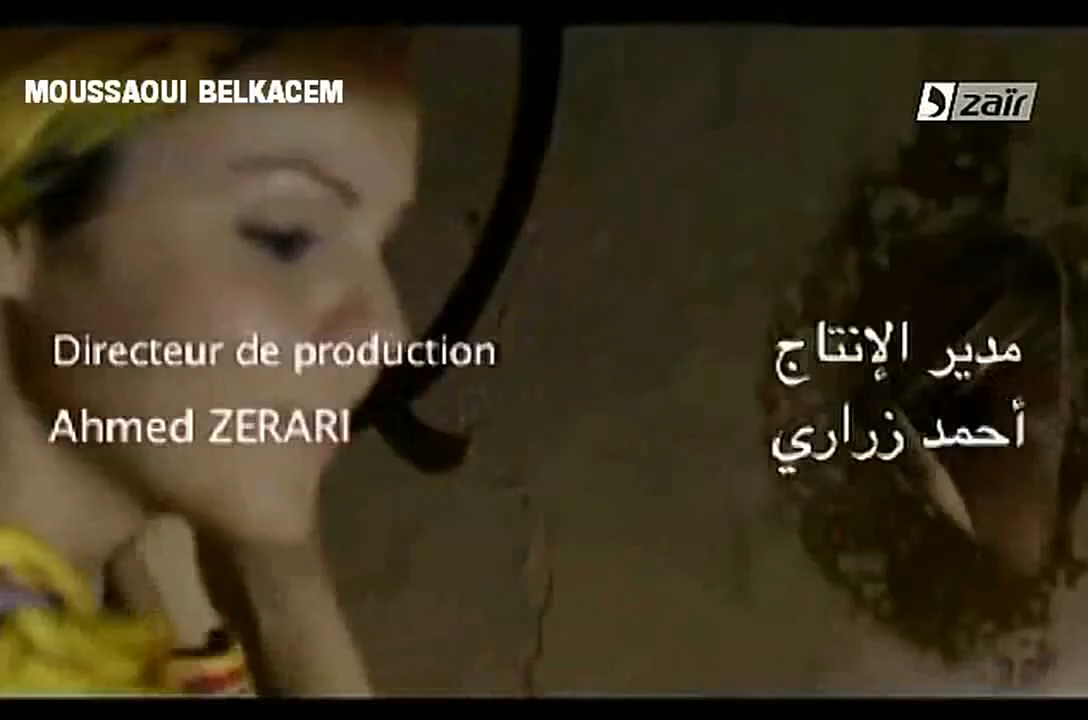 MOUSSAOUI BELKACEM
zaïr
Directeur de production
مدير الإنتاج
Ahmed ZERARI
أحمد زراري